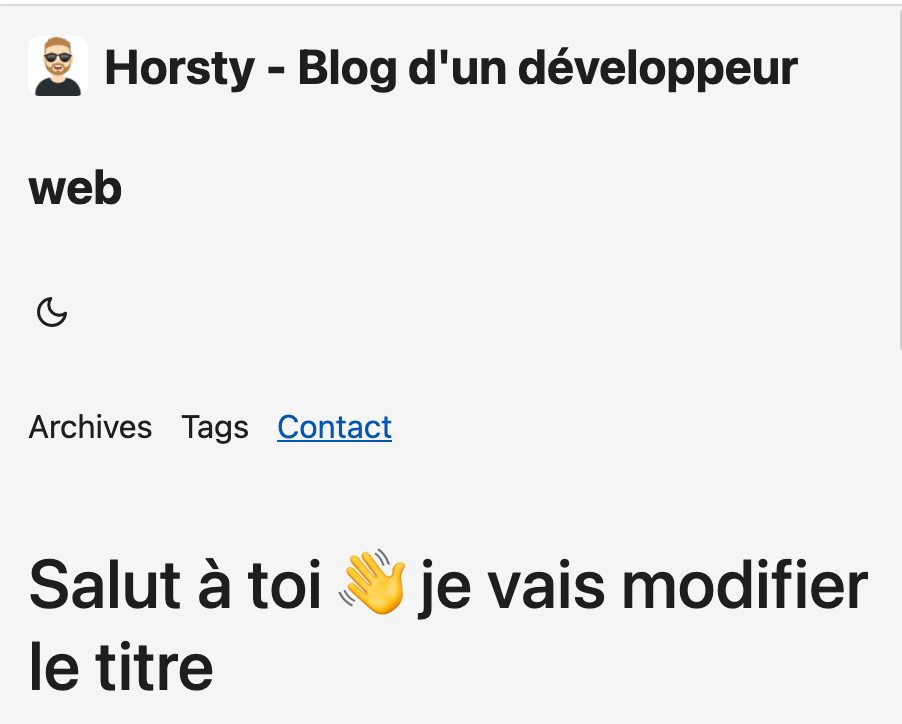 Horsty - Blog d'un développeur
web
Archives Tags Contact
Salut à toi 👋 je vais modifier
le titre